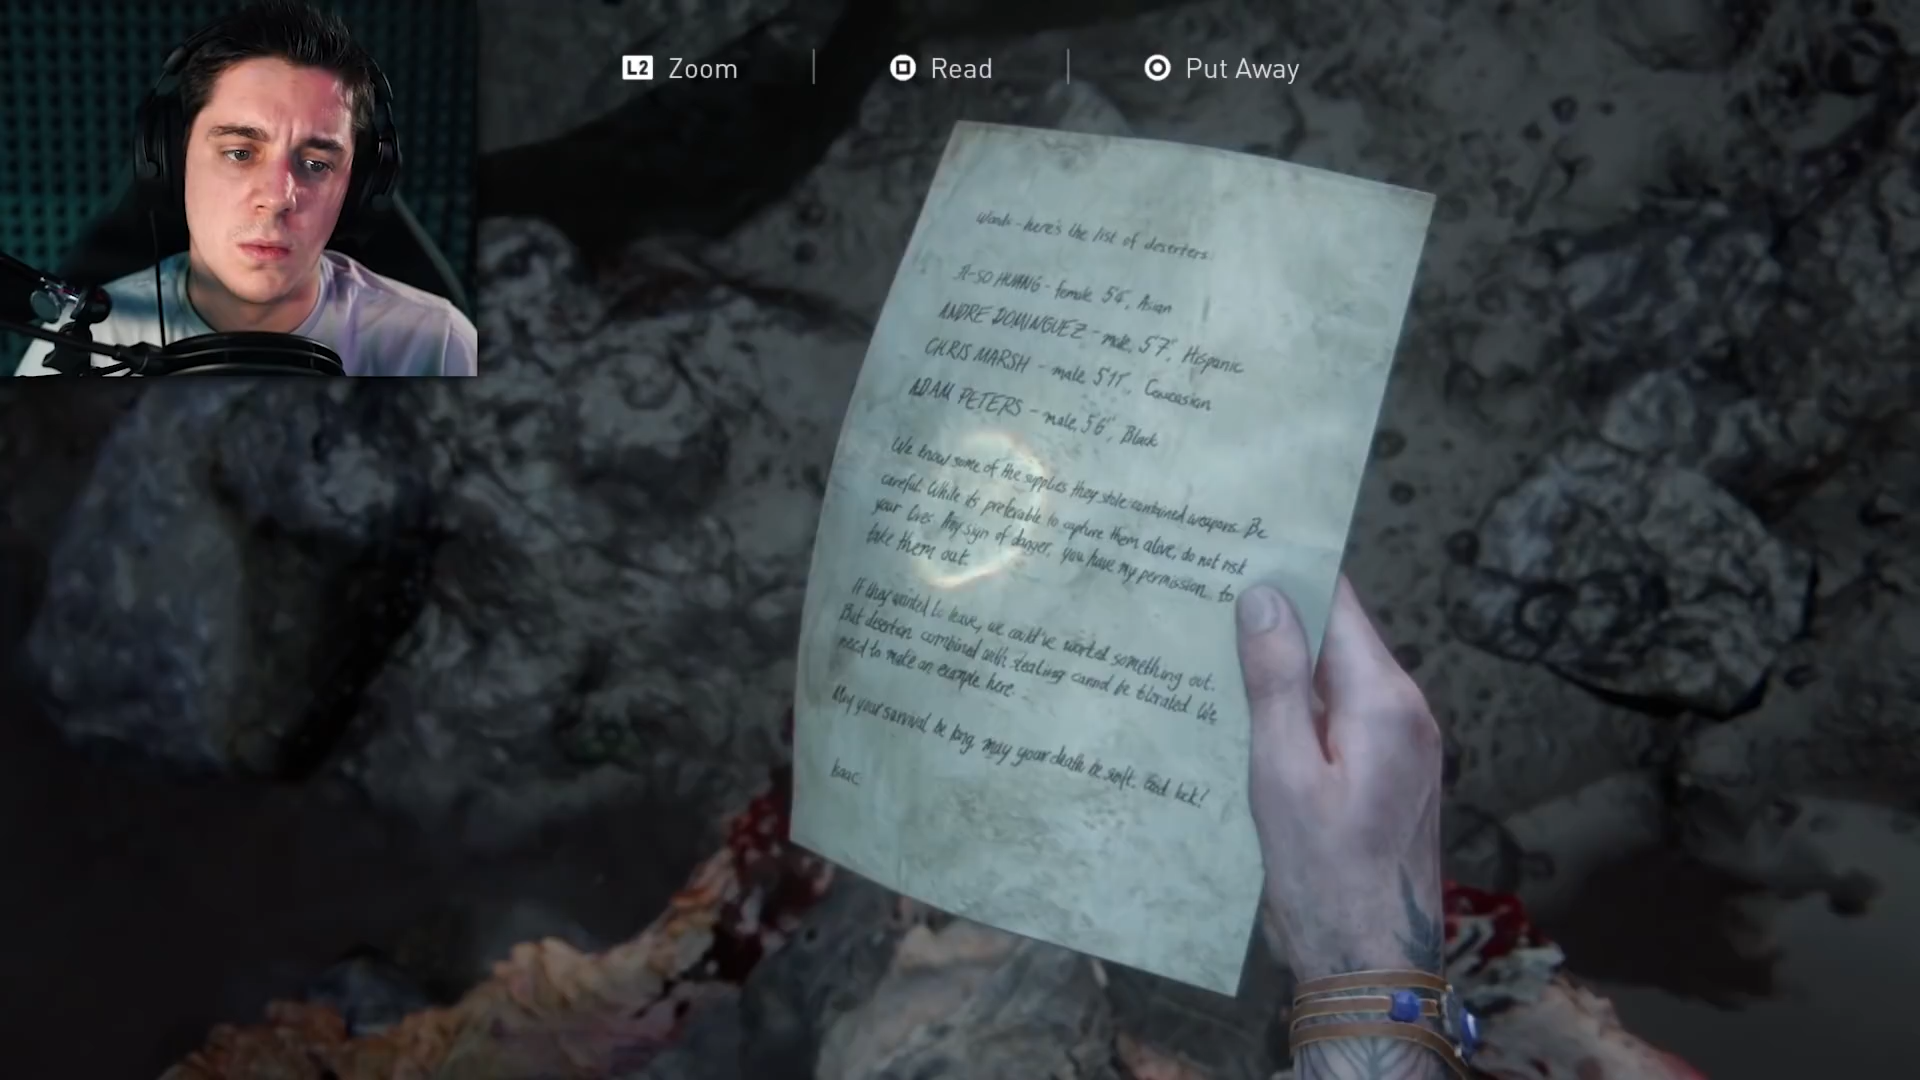 L2 Zoom | Read | Put Away
- here's the list of deserters.
HUANG - female, 5'4", Asian
ANDRE DOMINGUEZ - male, 5'7", Hispanic
CHRIS MARSH - male, 5'11", Caucasian
ADAM PETERS - male, 5'6", Black
We know some of the supplies they stole contained weapons. Be
careful. While its preferable to capture them alive, do not risk
your lives. Any sign of danger, you have my permission to
take them out.
If they wanted to leave, we could've worked something out.
But desertion combined with stealing cannot be tolerated. We
need to make an example here.
May your survival be long, may your death be swift. Good luck!
Isaac